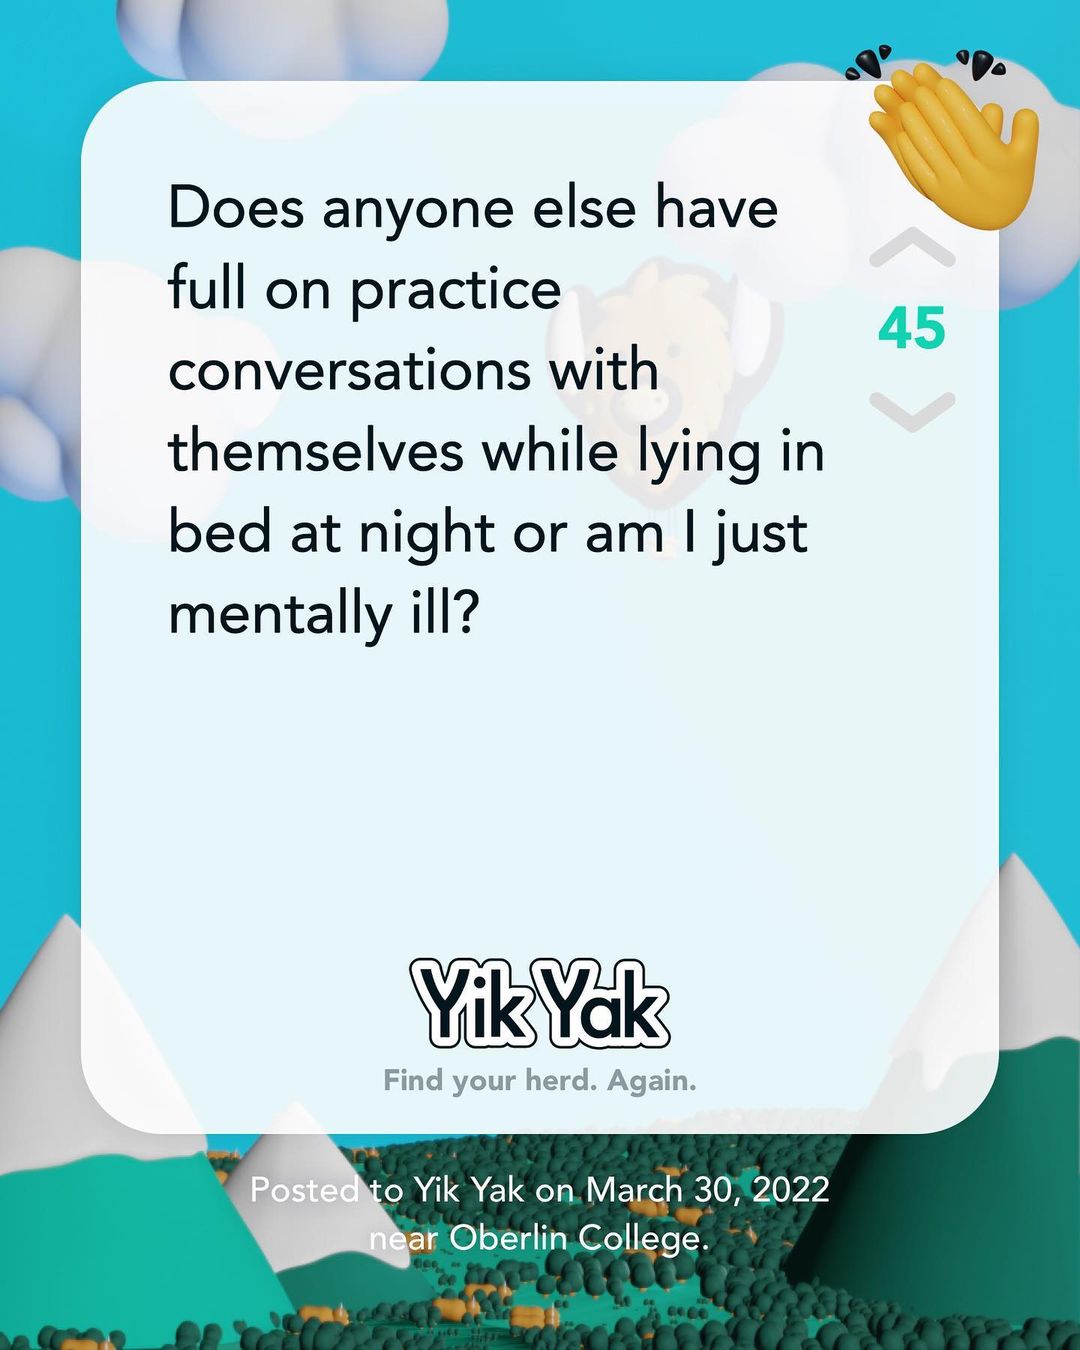 Does anyone else have
full on practice
conversations with
themselves while lying in
bed at night or am I just
mentally ill?
45
Yik Yak
Find your herd. Again.
Posted to Yik Yak on March 30, 2022
near Oberlin College.